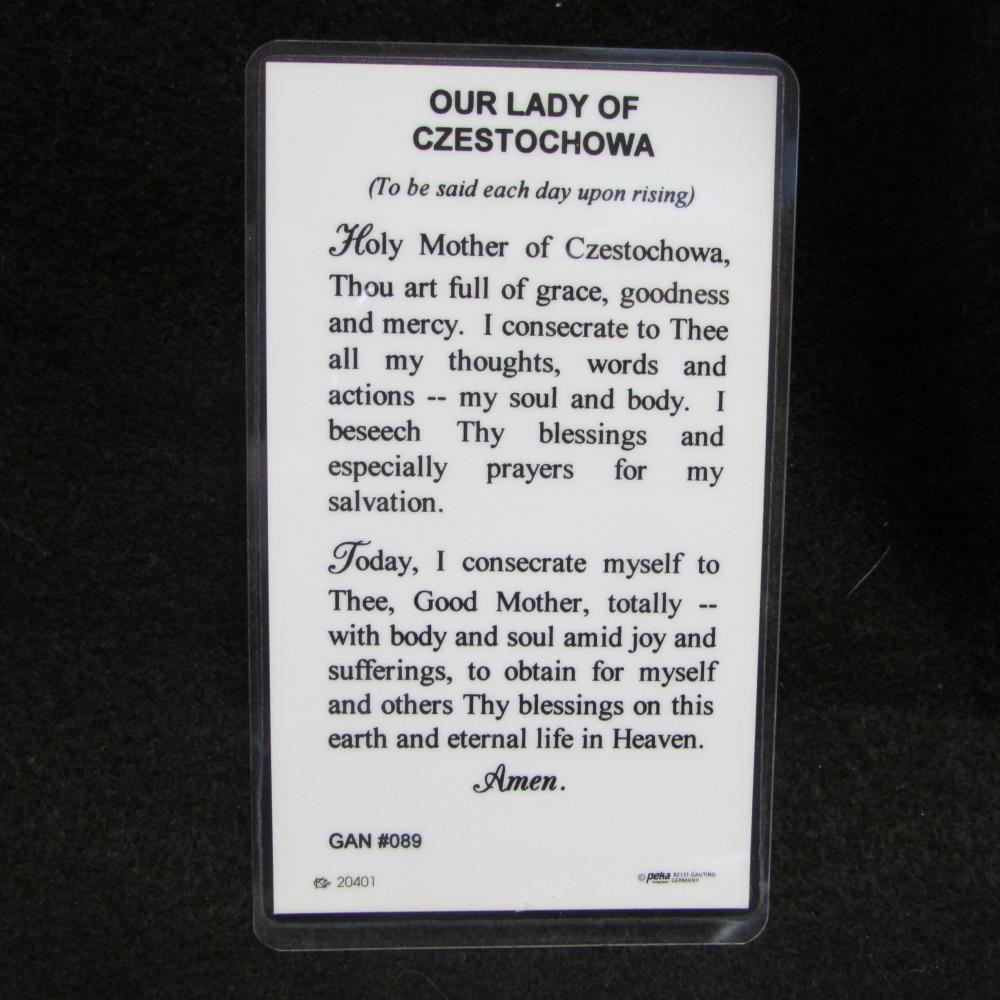 OUR LADY OF
CZESTOCHOWA
(To be said each day upon rising)
Holy Mother of Czestochowa,
Thou art full of grace, goodness
and mercy. I consecrate to Thee
all my thoughts, words and
actions -- my soul and body. I
beseech Thy blessings and
especially prayers for my
salvation.
Today, I consecrate myself to
Thee, Good Mother, totally --
with body and soul amid joy and
sufferings, to obtain for myself
and others Thy blessings on this
earth and eternal life in Heaven.
Amen.
GAN #089
20401
© peka 82131 GAUTING
GERMANY